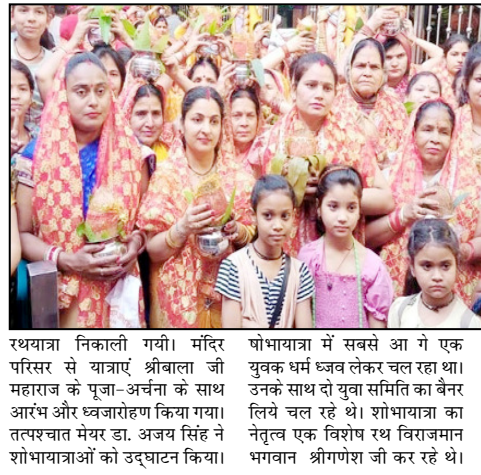 रथयात्रा निकाली गयी। मंदिर
परिसर से यात्राएं श्रीबाला जी
महाराज के पूजा-अर्चना के साथ
आरंभ और ध्वजारोहण किया गया।
तत्पश्चात मेयर डा. अजय सिंह ने
शोभायात्राओं को उद्घाटन किया।
षोभायात्रा में सबसे आ गे एक
युवक धर्म ध्जव लेकर चल रहा था।
उनके साथ दो युवा समिति का बैनर
लिये चल रहे थे। शोभायात्रा का
नेतृत्व एक विशेष रथ विराजमान
भगवान श्रीगणेश जी कर रहे थे।